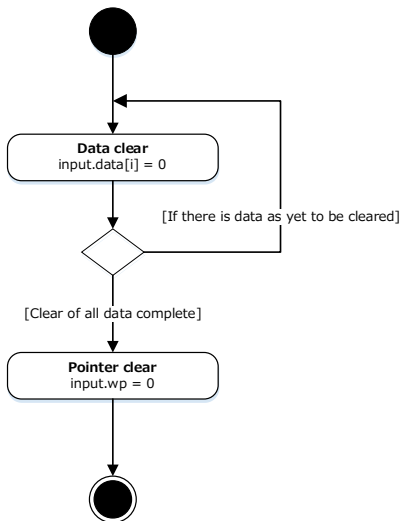 Data clear
input.data[i] = 0
[If there is data as yet to be cleared]
[Clear of all data complete]
Pointer clear
input.wp = 0